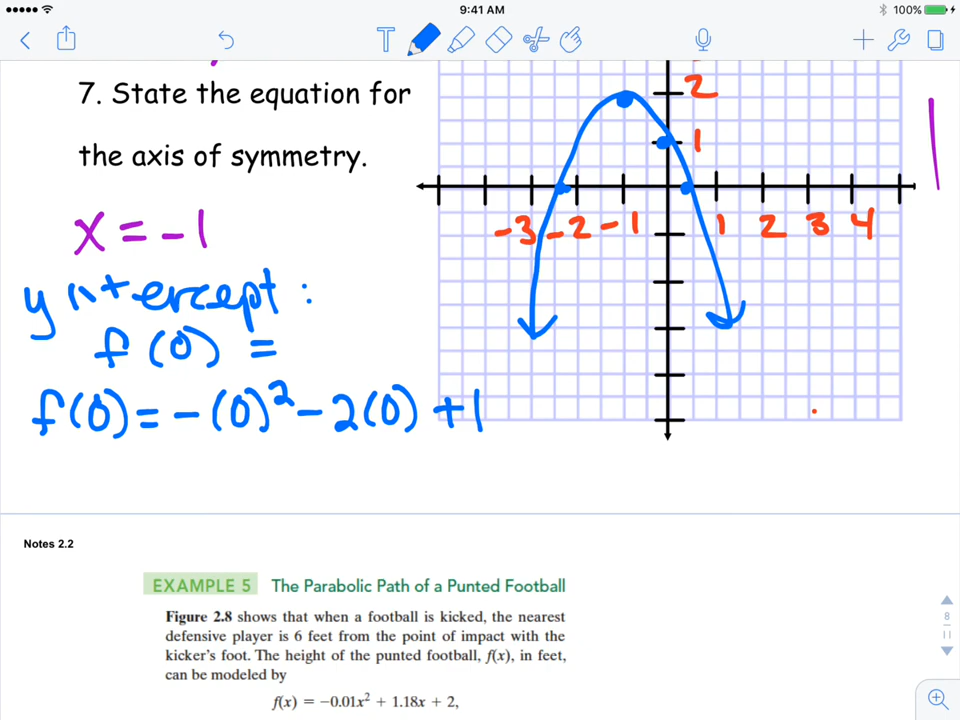 9:41 AM
100%
T
7. State the equation for
the axis of symmetry.
x = -1
y intercept:
f(0) =
f(0) = -(0)² - 2(0) + 1
2
1
-3 -2 -1 1 2 3 4
Notes 2.2
8
11
EXAMPLE 5 The Parabolic Path of a Punted Football
Figure 2.8 shows that when a football is kicked, the nearest
defensive player is 6 feet from the point of impact with the
kicker's foot. The height of the punted football, f(x), in feet,
can be modeled by
f(x) = −0.01x² + 1.18x + 2,